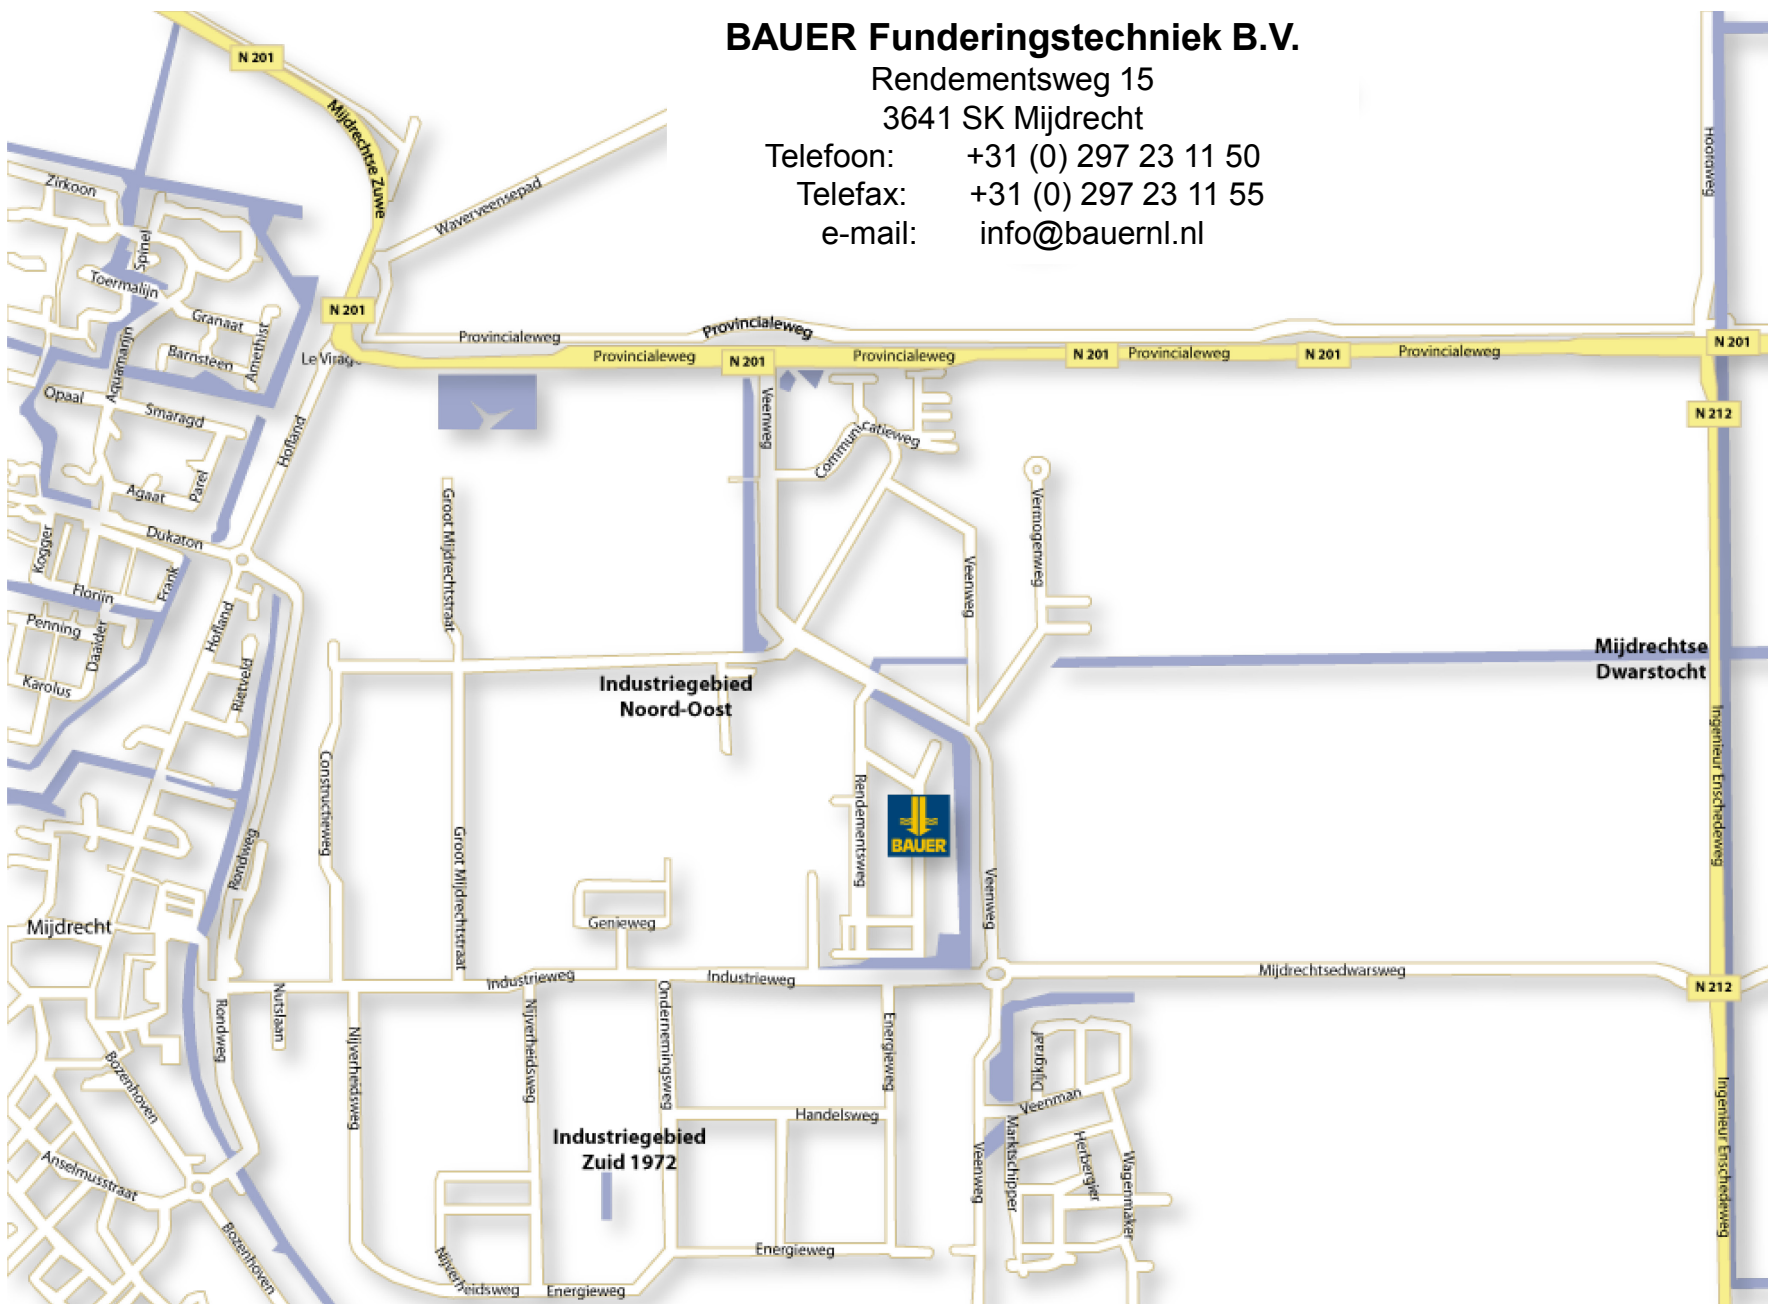 BAUER Funderingstechniek B.V.
Rendementsweg 15
3641 SK Mijdrecht
Telefoon: +31 (0) 297 23 11 50
Telefax: +31 (0) 297 23 11 55
e-mail: info@bauernl.nl
N 201
Mijdrechtse Zuwe
Waverveensepad
Hoofdweg
Zirkoon
Spinel
Toermalijn
Granaat
Barnsteen
Amethist
Aquamarijn
Le Virage
N 201
Provincialeweg
Provincialeweg
Provincialeweg
N 201
Provincialeweg
N 201
Provincialeweg
N 201
Provincialeweg
N 201
N 212
Opaal
Smaragd
Hofland
Parel
Agaat
Dukaton
Kogger
Florijn
Frank
Penning
Daalder
Karolus
Hofland
Rietveld
Groot Mijdrechtstraat
Veenweg
Communicatieweg
Vermogenweg
Veenweg
Mijdrechtse
Dwarstocht
Industriegebied
Noord-Oost
Constructieweg
Groot Mijdrechtstraat
Rendementsweg
BAUER
Ingenieur Enschedeweg
Rondweg
Mijdrecht
Genieweg
Veenweg
Industrieweg
Industrieweg
Mijdrechtsedwarsweg
N 212
Nutslaan
Rondweg
Nijverheidsweg
Nijverheidsweg
Ondernemingsweg
Energieweg
Dijkgraaf
Veenman
Bozenhoven
Handelsweg
Industriegebied
Zuid 1972
Marktschipper
Herbergier
Wagenmaker
Veenweg
Ingenieur Enschedeweg
Anselmusstraat
Bozenhoven
Nijverheidsweg
Energieweg
Energieweg